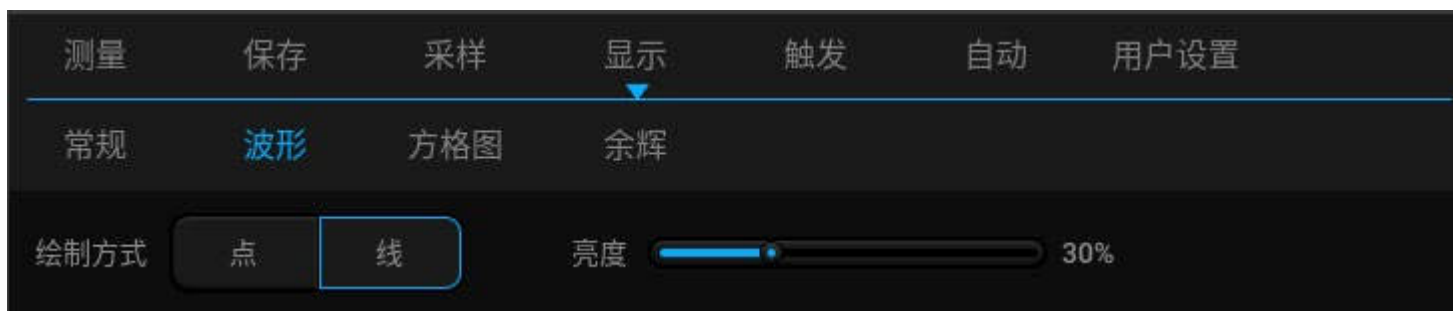 测量 保存 采样 显示 触发 自动 用户设置
常规 波形 方格图 余辉
绘制方式 点 线 亮度 30%